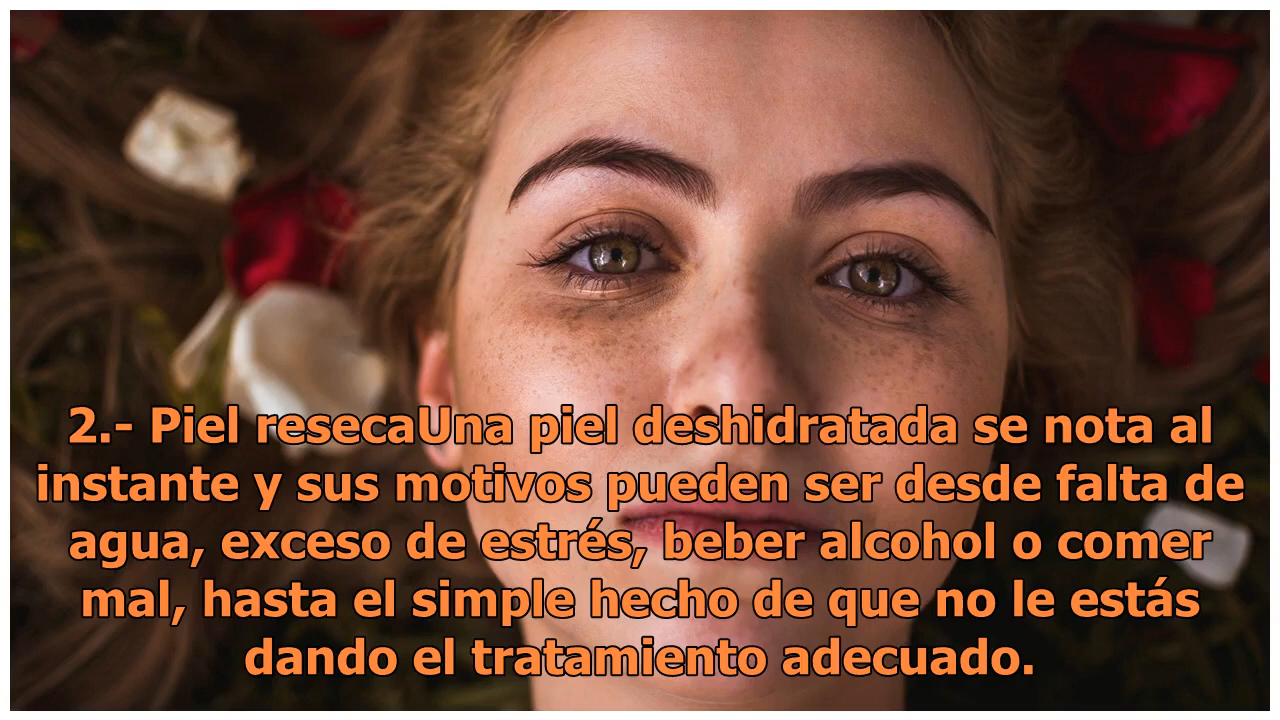 2.- Piel resecaUna piel deshidratada se nota al
instante y sus motivos pueden ser desde falta de
agua, exceso de estrés, beber alcohol o comer
mal, hasta el simple hecho de que no le estás
dando el tratamiento adecuado.